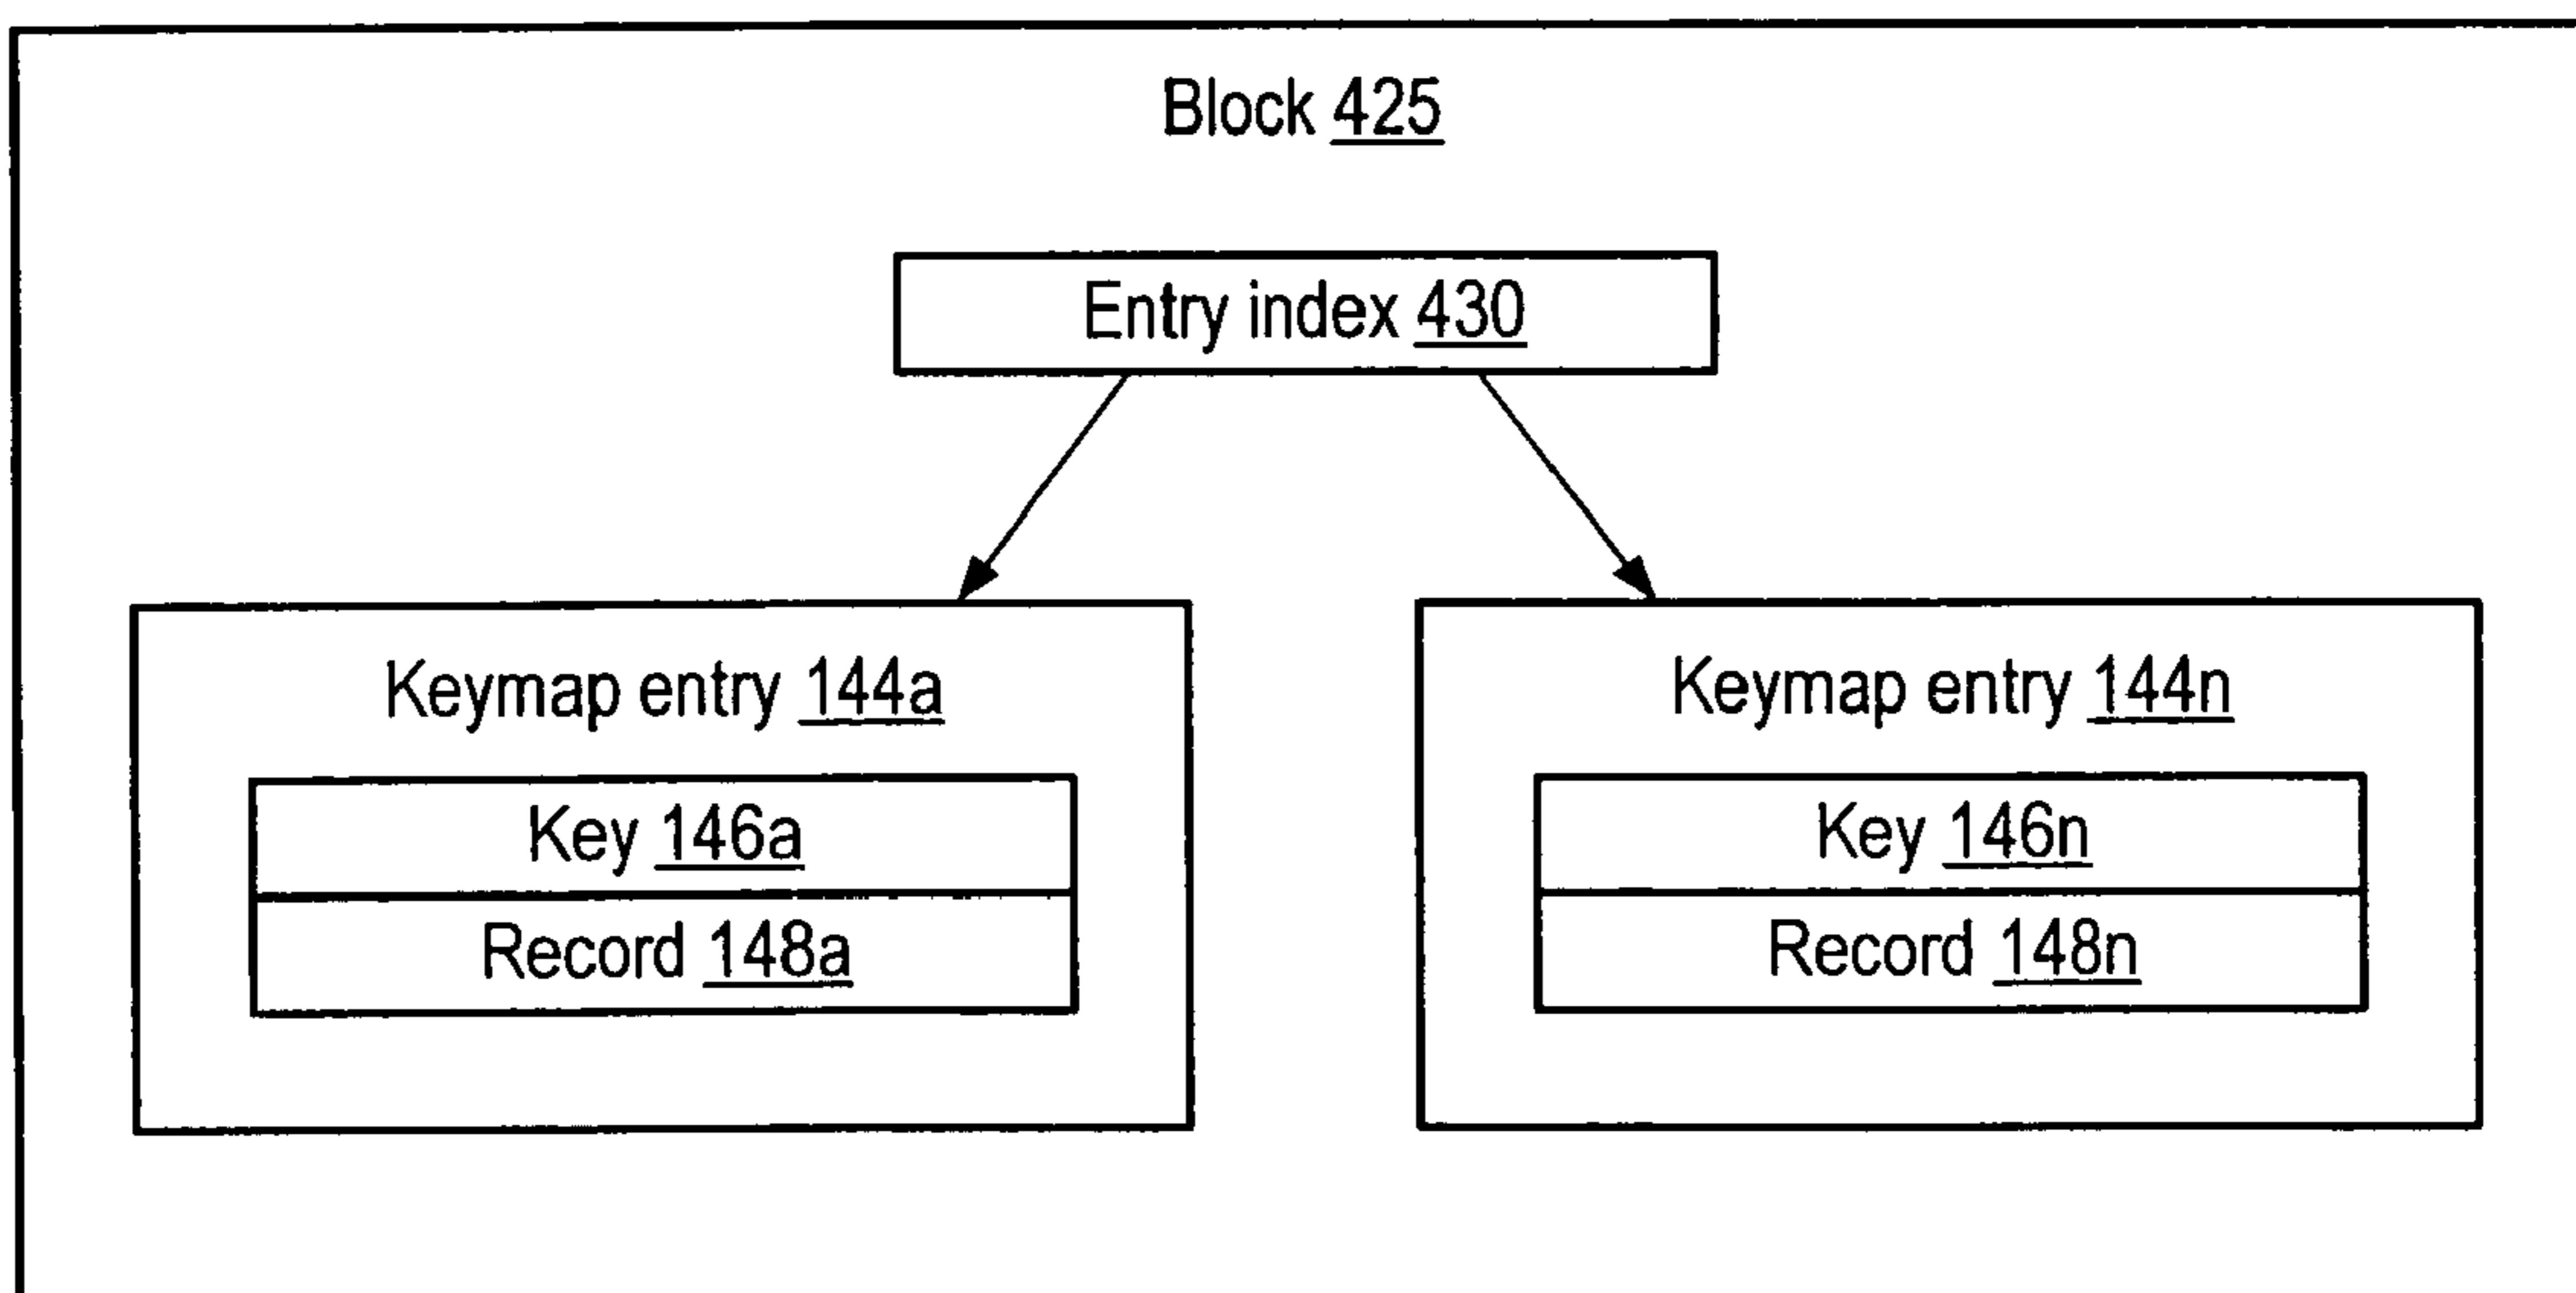 Block 425
Entry index 430
Keymap entry 144a
Key 146a
Record 148a
Keymap entry 144n
Key 146n
Record 148n